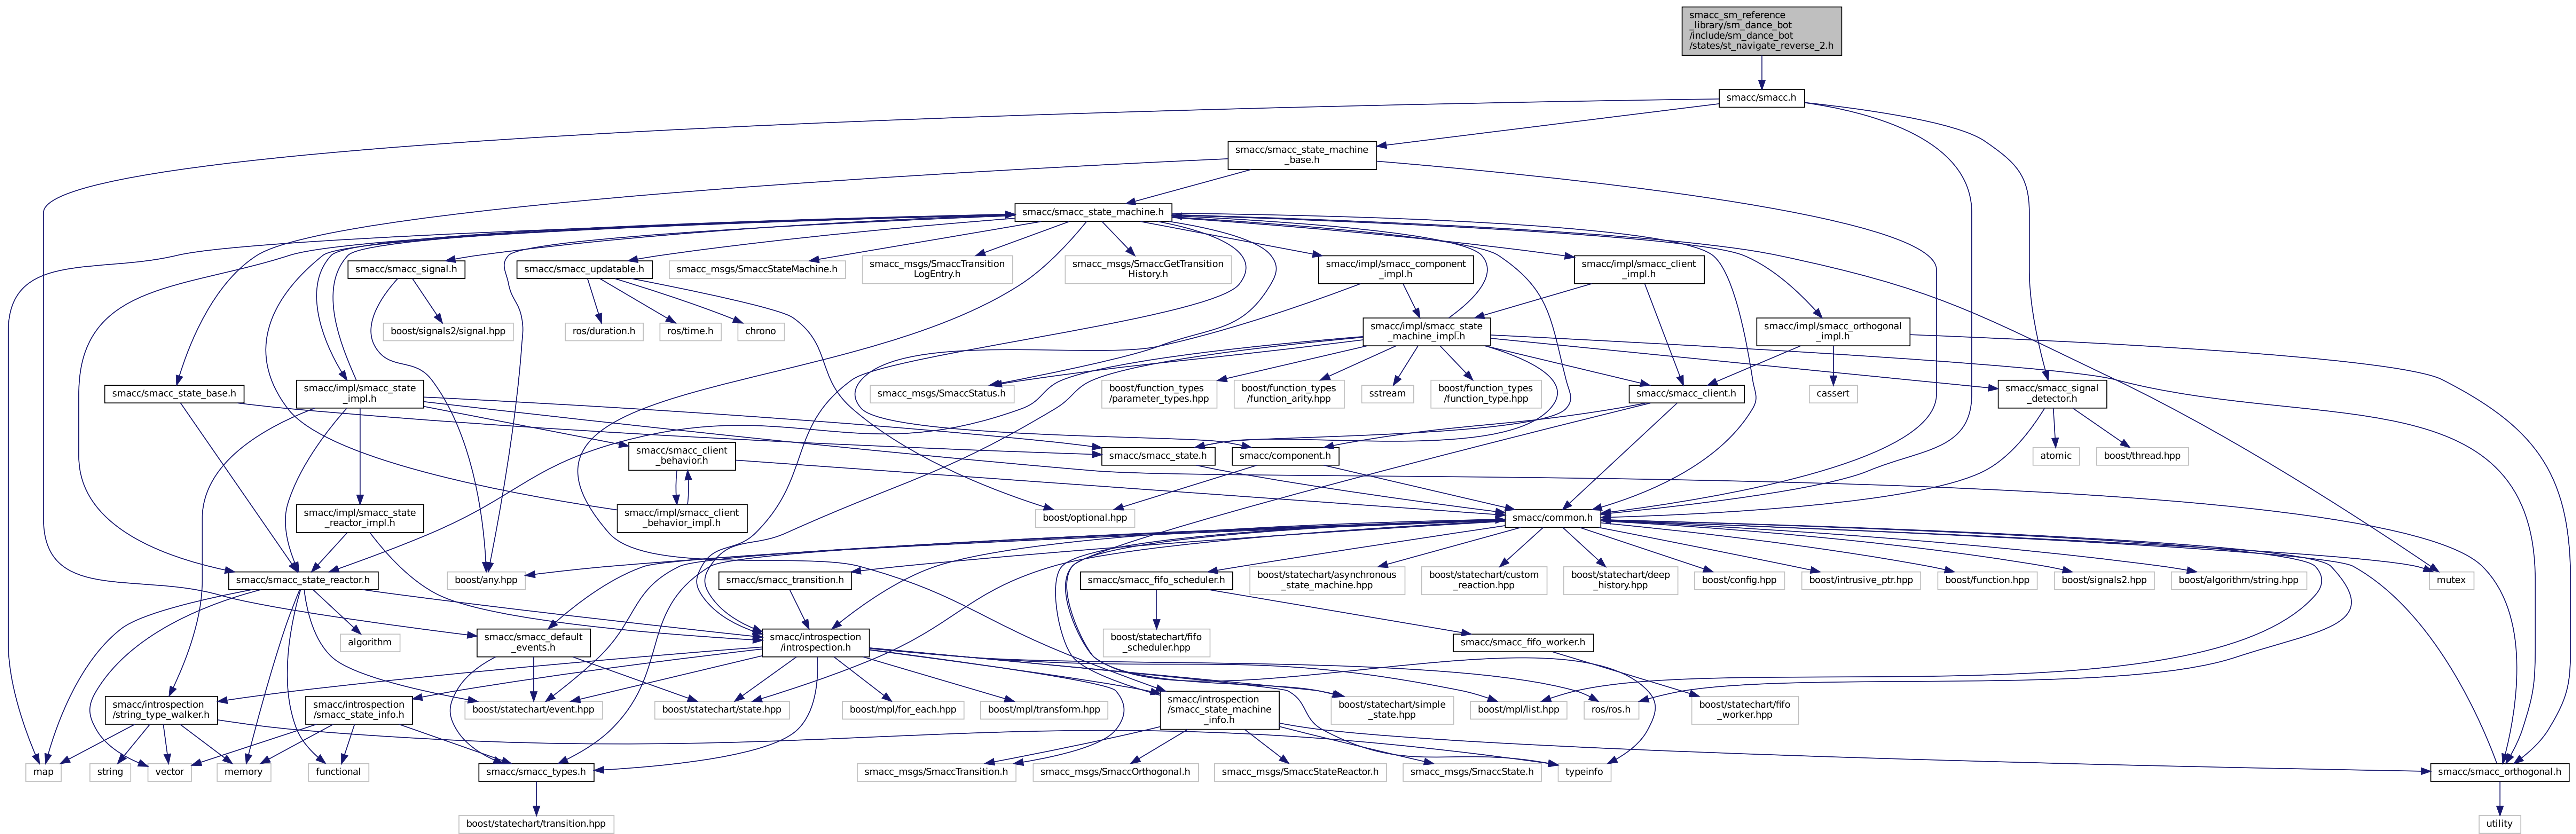 smacc_sm_reference
_library/sm_dance_bot
/include/sm_dance_bot
/states/st_navigate_reverse_2.h
smacc/smacc.h
smacc/smacc_state_machine
_base.h
smacc/smacc_state_machine.h
smacc/smacc_signal.h
smacc/smacc_updatable.h
smacc_msgs/SmaccStateMachine.h
smacc_msgs/SmaccTransition
LogEntry.h
smacc_msgs/SmaccGetTransition
History.h
smacc/impl/smacc_component
_impl.h
smacc/impl/smacc_client
_impl.h
boost/signals2/signal.hpp
ros/duration.h
ros/time.h
chrono
smacc/impl/smacc_state
_machine_impl.h
smacc/impl/smacc_orthogonal
_impl.h
smacc/smacc_state_base.h
smacc/impl/smacc_state
_impl.h
smacc_msgs/SmaccStatus.h
boost/function_types
/parameter_types.hpp
boost/function_types
/function_arity.hpp
sstream
boost/function_types
/function_type.hpp
smacc/smacc_client.h
cassert
smacc/smacc_signal
_detector.h
smacc/smacc_client
_behavior.h
smacc/smacc_state.h
smacc/component.h
atomic
boost/thread.hpp
smacc/impl/smacc_state
_reactor_impl.h
smacc/impl/smacc_client
_behavior_impl.h
boost/optional.hpp
smacc/common.h
smacc/smacc_state_reactor.h
boost/any.hpp
smacc/smacc_transition.h
smacc/smacc_fifo_scheduler.h
boost/statechart/asynchronous
_state_machine.hpp
boost/statechart/custom
_reaction.hpp
boost/statechart/deep
_history.hpp
boost/config.hpp
boost/intrusive_ptr.hpp
boost/function.hpp
boost/signals2.hpp
boost/algorithm/string.hpp
mutex
algorithm
smacc/smacc_default
_events.h
smacc/introspection
/introspection.h
boost/statechart/fifo
_scheduler.hpp
smacc/smacc_fifo_worker.h
smacc/introspection
/string_type_walker.h
smacc/introspection
/smacc_state_info.h
boost/statechart/event.hpp
boost/statechart/state.hpp
boost/mpl/for_each.hpp
boost/mpl/transform.hpp
smacc/introspection
/smacc_state_machine
_info.h
boost/statechart/simple
_state.hpp
boost/mpl/list.hpp
ros/ros.h
boost/statechart/fifo
_worker.hpp
map
string
vector
memory
functional
smacc/smacc_types.h
smacc_msgs/SmaccTransition.h
smacc_msgs/SmaccOrthogonal.h
smacc_msgs/SmaccStateReactor.h
smacc_msgs/SmaccState.h
typeinfo
smacc/smacc_orthogonal.h
boost/statechart/transition.hpp
utility